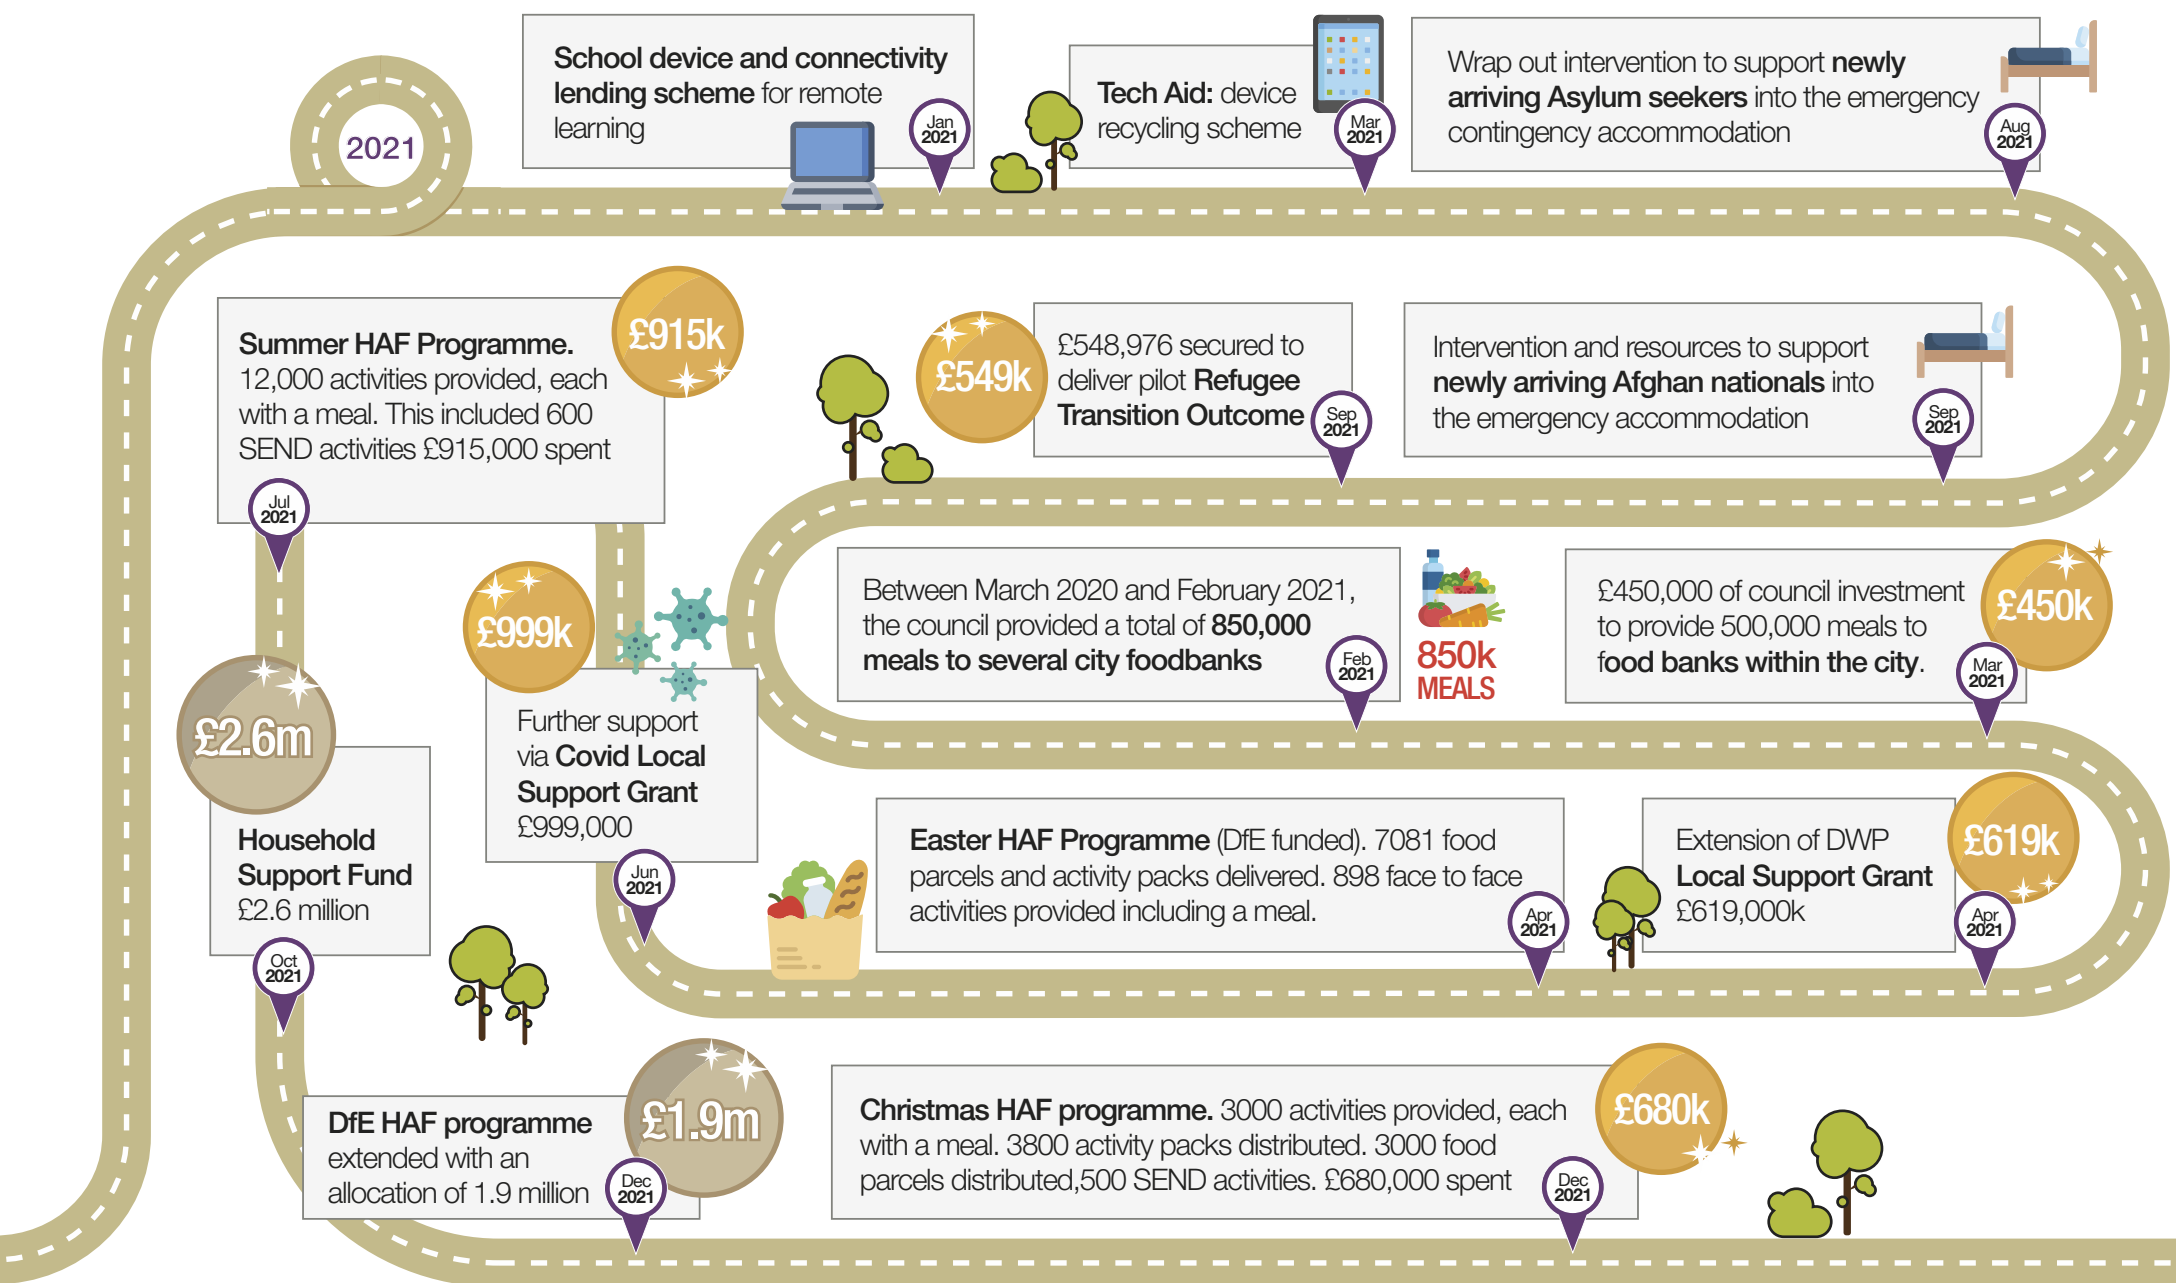 2021
School device and connectivity
lending scheme for remote
learning
Jan
2021
Tech Aid: device
recycling scheme
Mar
2021
Wrap out intervention to support newly
arriving Asylum seekers into the emergency
contingency accommodation
Aug
2021
Summer HAF Programme.
12,000 activities provided, each
with a meal. This included 600
SEND activities £915,000 spent
£915k
Jul
2021
£549k
£548,976 secured to
deliver pilot Refugee
Transition Outcome
Sep
2021
Intervention and resources to support
newly arriving Afghan nationals into
the emergency accommodation
Sep
2021
Between March 2020 and February 2021,
the council provided a total of 850,000
meals to several city foodbanks
Feb
2021
850k
MEALS
£450,000 of council investment
to provide 500,000 meals to
food banks within the city.
£450k
Mar
2021
£999k
Further support
via Covid Local
Support Grant
£999,000
Jun
2021
£2.6m
Household
Support Fund
£2.6 million
Oct
2021
Easter HAF Programme (DfE funded). 7081 food
parcels and activity packs delivered. 898 face to face
activities provided including a meal.
Apr
2021
Extension of DWP
Local Support Grant
£619,000k
£619k
Apr
2021
DfE HAF programme
extended with an
allocation of 1.9 million
£1.9m
Dec
2021
Christmas HAF programme. 3000 activities provided, each
with a meal. 3800 activity packs distributed. 3000 food
parcels distributed,500 SEND activities. £680,000 spent
£680k
Dec
2021